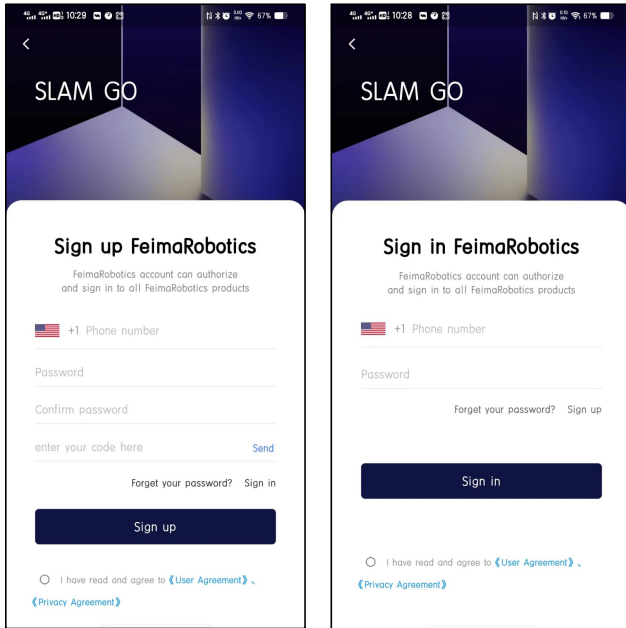 10:29
67%
SLAM GO
Sign up FeimaRobotics
FeimaRobotics account can authorize
and sign in to all FeimaRobotics products
+1 Phone number
Password
Confirm password
enter your code here Send
Forget your password? Sign in
Sign up
I have read and agree to 《User Agreement》、
《Privacy Agreement》
10:28
67%
SLAM GO
Sign in FeimaRobotics
FeimaRobotics account can authorize
and sign in to all FeimaRobotics products
+1 Phone number
Password
Forget your password? Sign up
Sign in
I have read and agree to 《User Agreement》、
《Privacy Agreement》